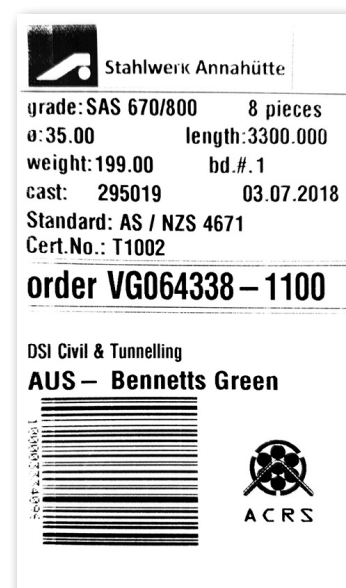 Stahlwerk Annahütte
grade: SAS 670/800 8 pieces
ø:35.00 length:3300.000
weight:199.00 bd.#.1
cast: 295019 03.07.2018
Standard: AS / NZS 4671
Cert.No.: T1002
order VG064338-1100
DSI Civil & Tunnelling
AUS - Bennetts Green
ACRS